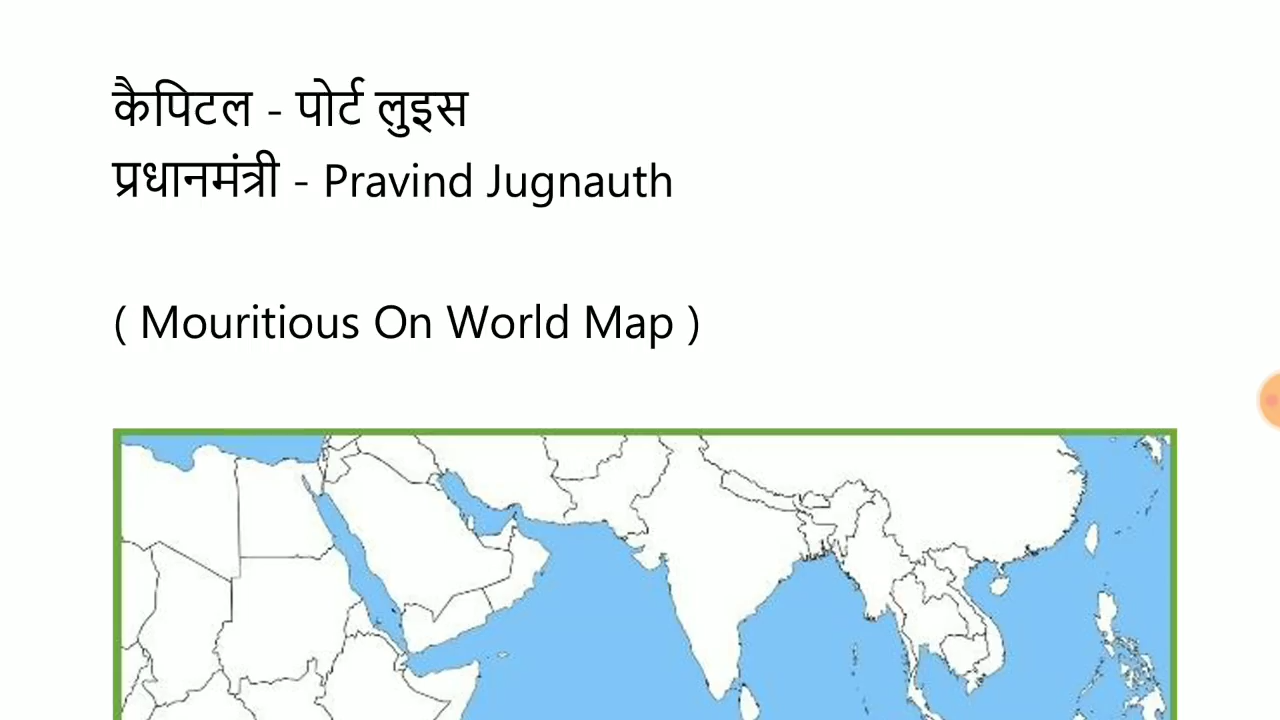 कैपिटल - पोर्ट लुइस
प्रधानमंत्री - Pravind Jugnauth
( Mouritious On World Map )